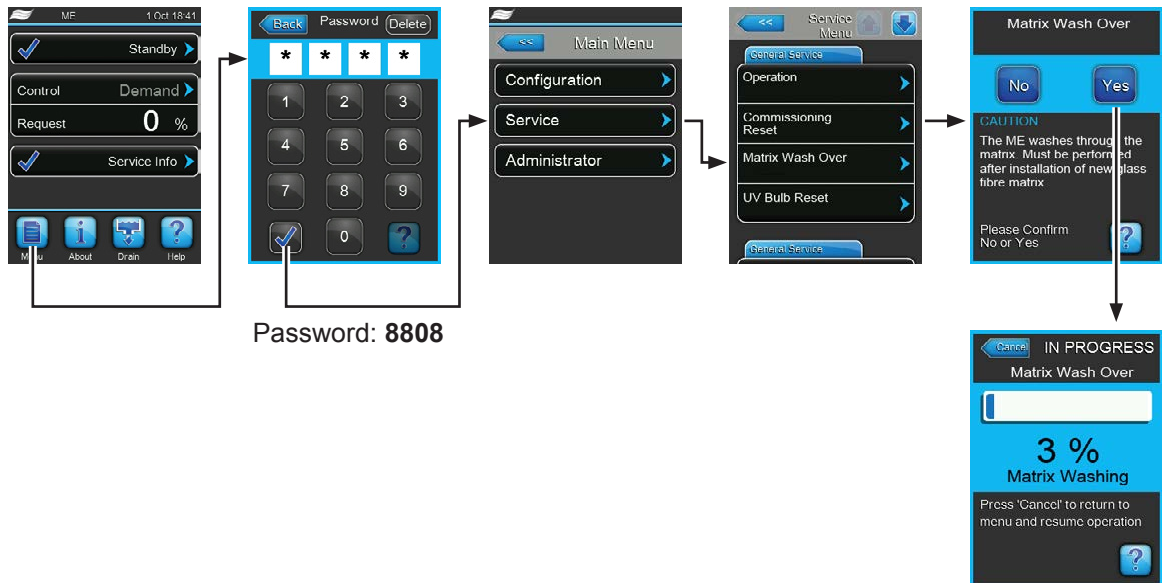 ME 1 Oct 18:41
Standby
Control Demand
Request 0 %
Service Info
Menu About Drain Help
Back Password Delete
* * * *
1 2 3
4 5 6
7 8 9
0 ?
Password: 8808
<< Main Menu
Configuration
Service
Administrator
<< Service
Menu
General Service
Operation
Commissioning
Reset
Matrix Wash Over
UV Bulb Reset
General Service
Matrix Wash Over
No Yes
CAUTION
The ME washes through the
matrix. Must be performed
after installation of new glass
fibre matrix
Please Confirm
No or Yes
?
Cancel IN PROGRESS
Matrix Wash Over
3 %
Matrix Washing
Press 'Cancel' to return to
menu and resume operation
?